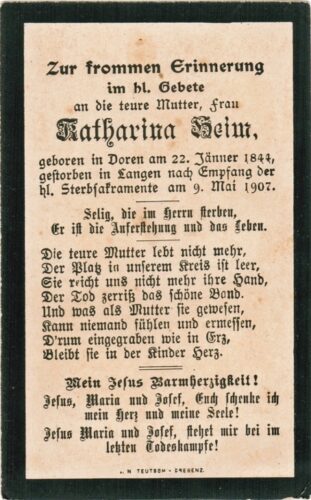 Zur frommen Erinnerung
im hl. Gebete
an die teure Mutter, Frau
Katharina Heim,
geboren in Doren am 22. Jänner 1844,
gestorben in Langen nach Empfang der
hl. Sterbsakramente am 9. Mai 1907.
Selig, die im Herrn sterben,
Er ist die Auferstehung und das Leben.
Die teure Mutter lebt nicht mehr,
Der Platz in unserem Kreis ist leer,
Sie reicht uns nicht mehr ihre Hand,
Der Tod zerriß das schöne Band.
Und was als Mutter sie gewesen,
Kann niemand fühlen und ermessen,
D'rum eingegraben wie in Erz,
Bleibt sie in der Kinder Herz.
Mein Jesus Barmherzigkeit!
Jesus, Maria und Josef, Euch schenke ich
mein Herz und meine Seele!
Jesus Maria und Josef, stehet mir bei im
letzten Todeskampfe!
J. N. TEUTSCH - BREGENZ.